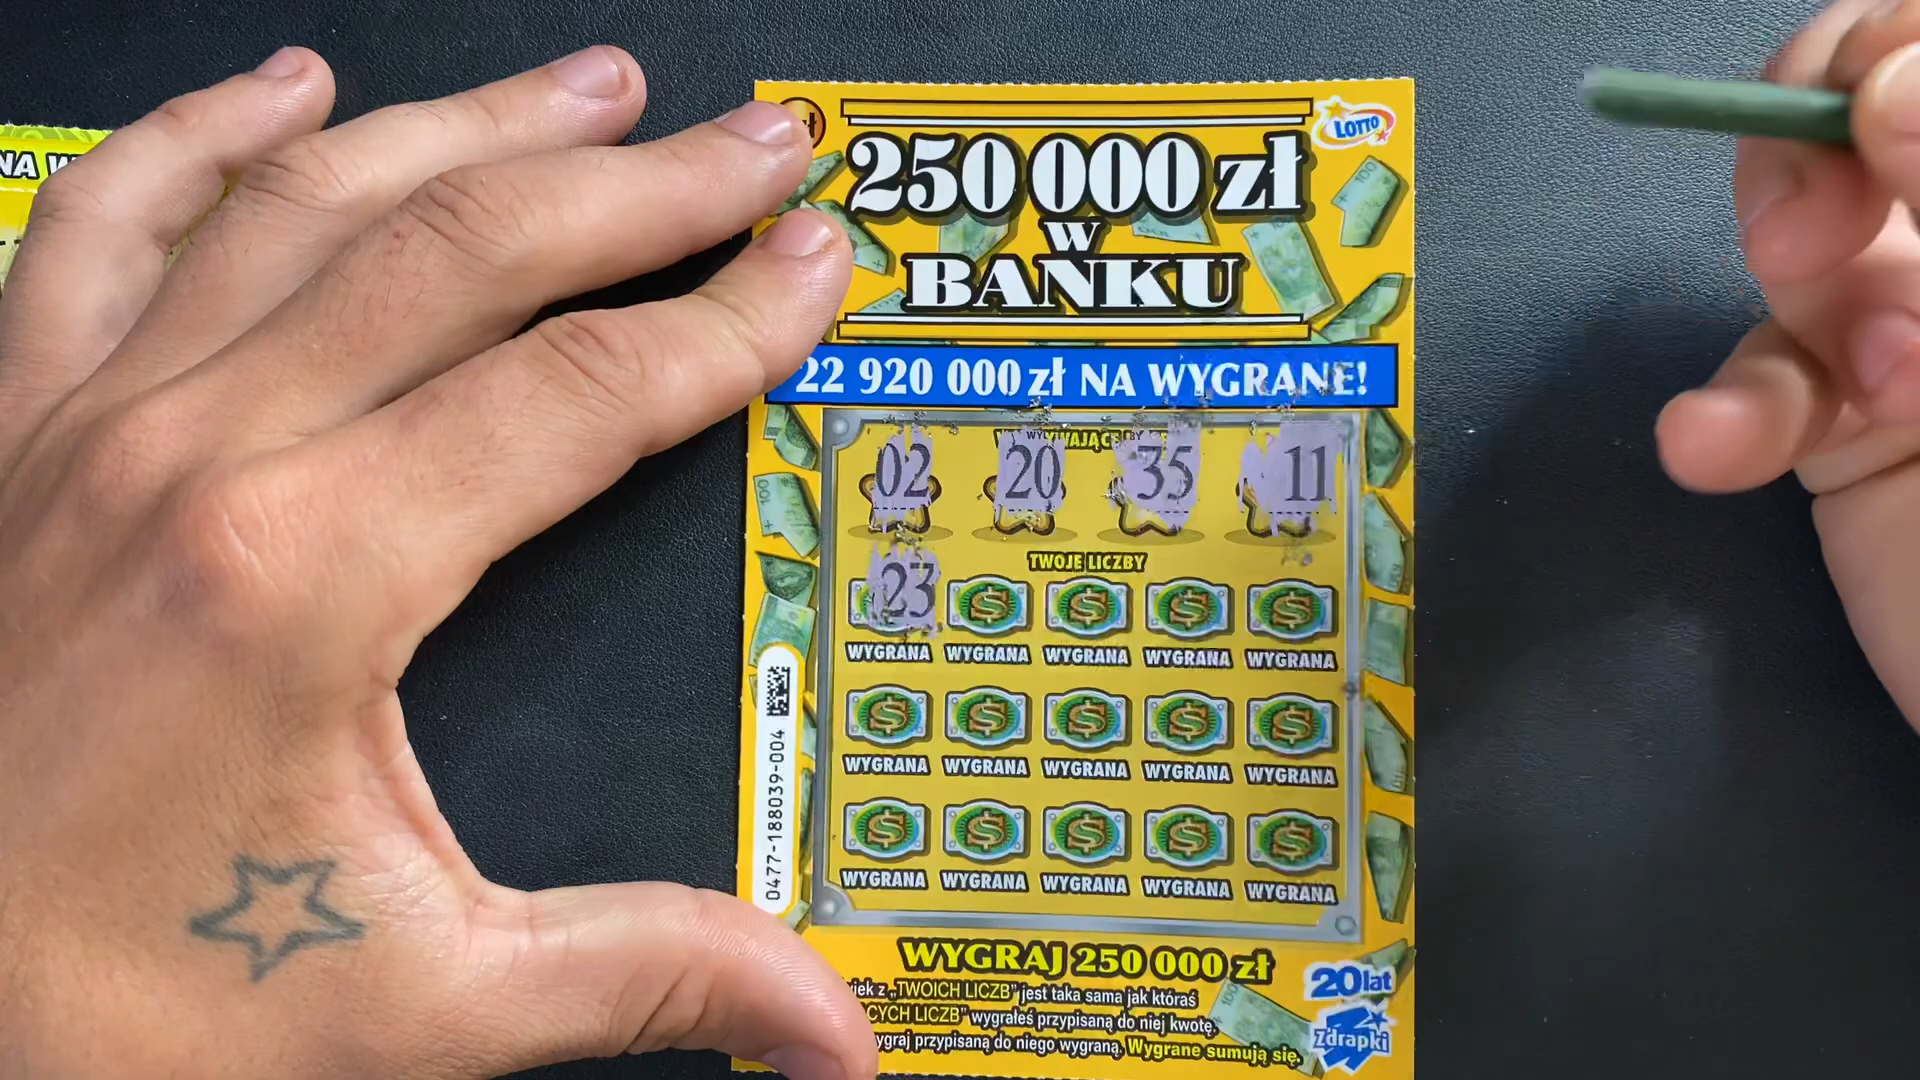 NA
LOTTO
250 000 zł
W
BANKU
22 920 000 zł NA WYGRANE!
02 20 35 11
TWOJE LICZBY
23
WYGRANA WYGRANA WYGRANA WYGRANA WYGRANA
WYGRANA WYGRANA WYGRANA WYGRANA WYGRANA
WYGRANA WYGRANA WYGRANA WYGRANA WYGRANA
0477-188039-004
WYGRAJ 250 000 zł
z „TWOICH LICZB" jest taka sama jak któraś
LICZB" wygrałeś przypisaną do niej kwotę.
przypisaną do niego wygraną. Wygrane sumują się.
20 lat
Zdrapki